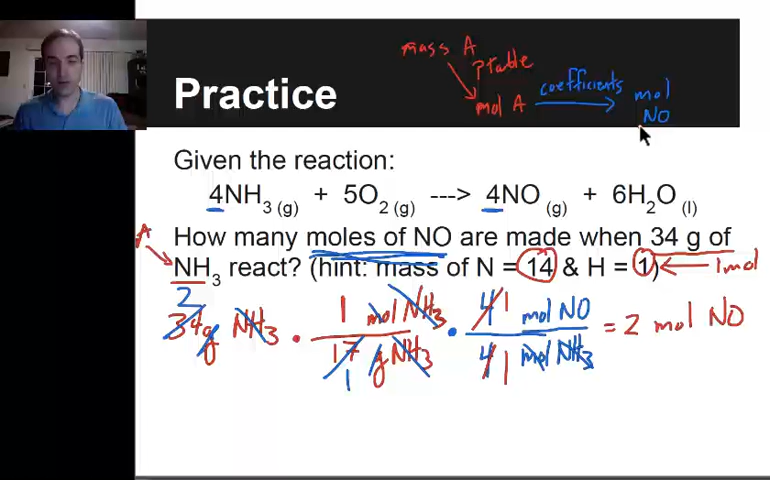 mass A
ptable
mol A
coefficients
mol
NO
Practice
Given the reaction:
4NH3 (g) + 5O2 (g) ---> 4NO (g) + 6H2O (l)
A
How many moles of NO are made when 34 g of
NH3 react? (hint: mass of N = 14 & H = 1) 1mol
2
34g NH3 · 1 mol NH3 · 4 1 mol NO = 2 mol NO
17 g NH3 4 1 mol NH3
1